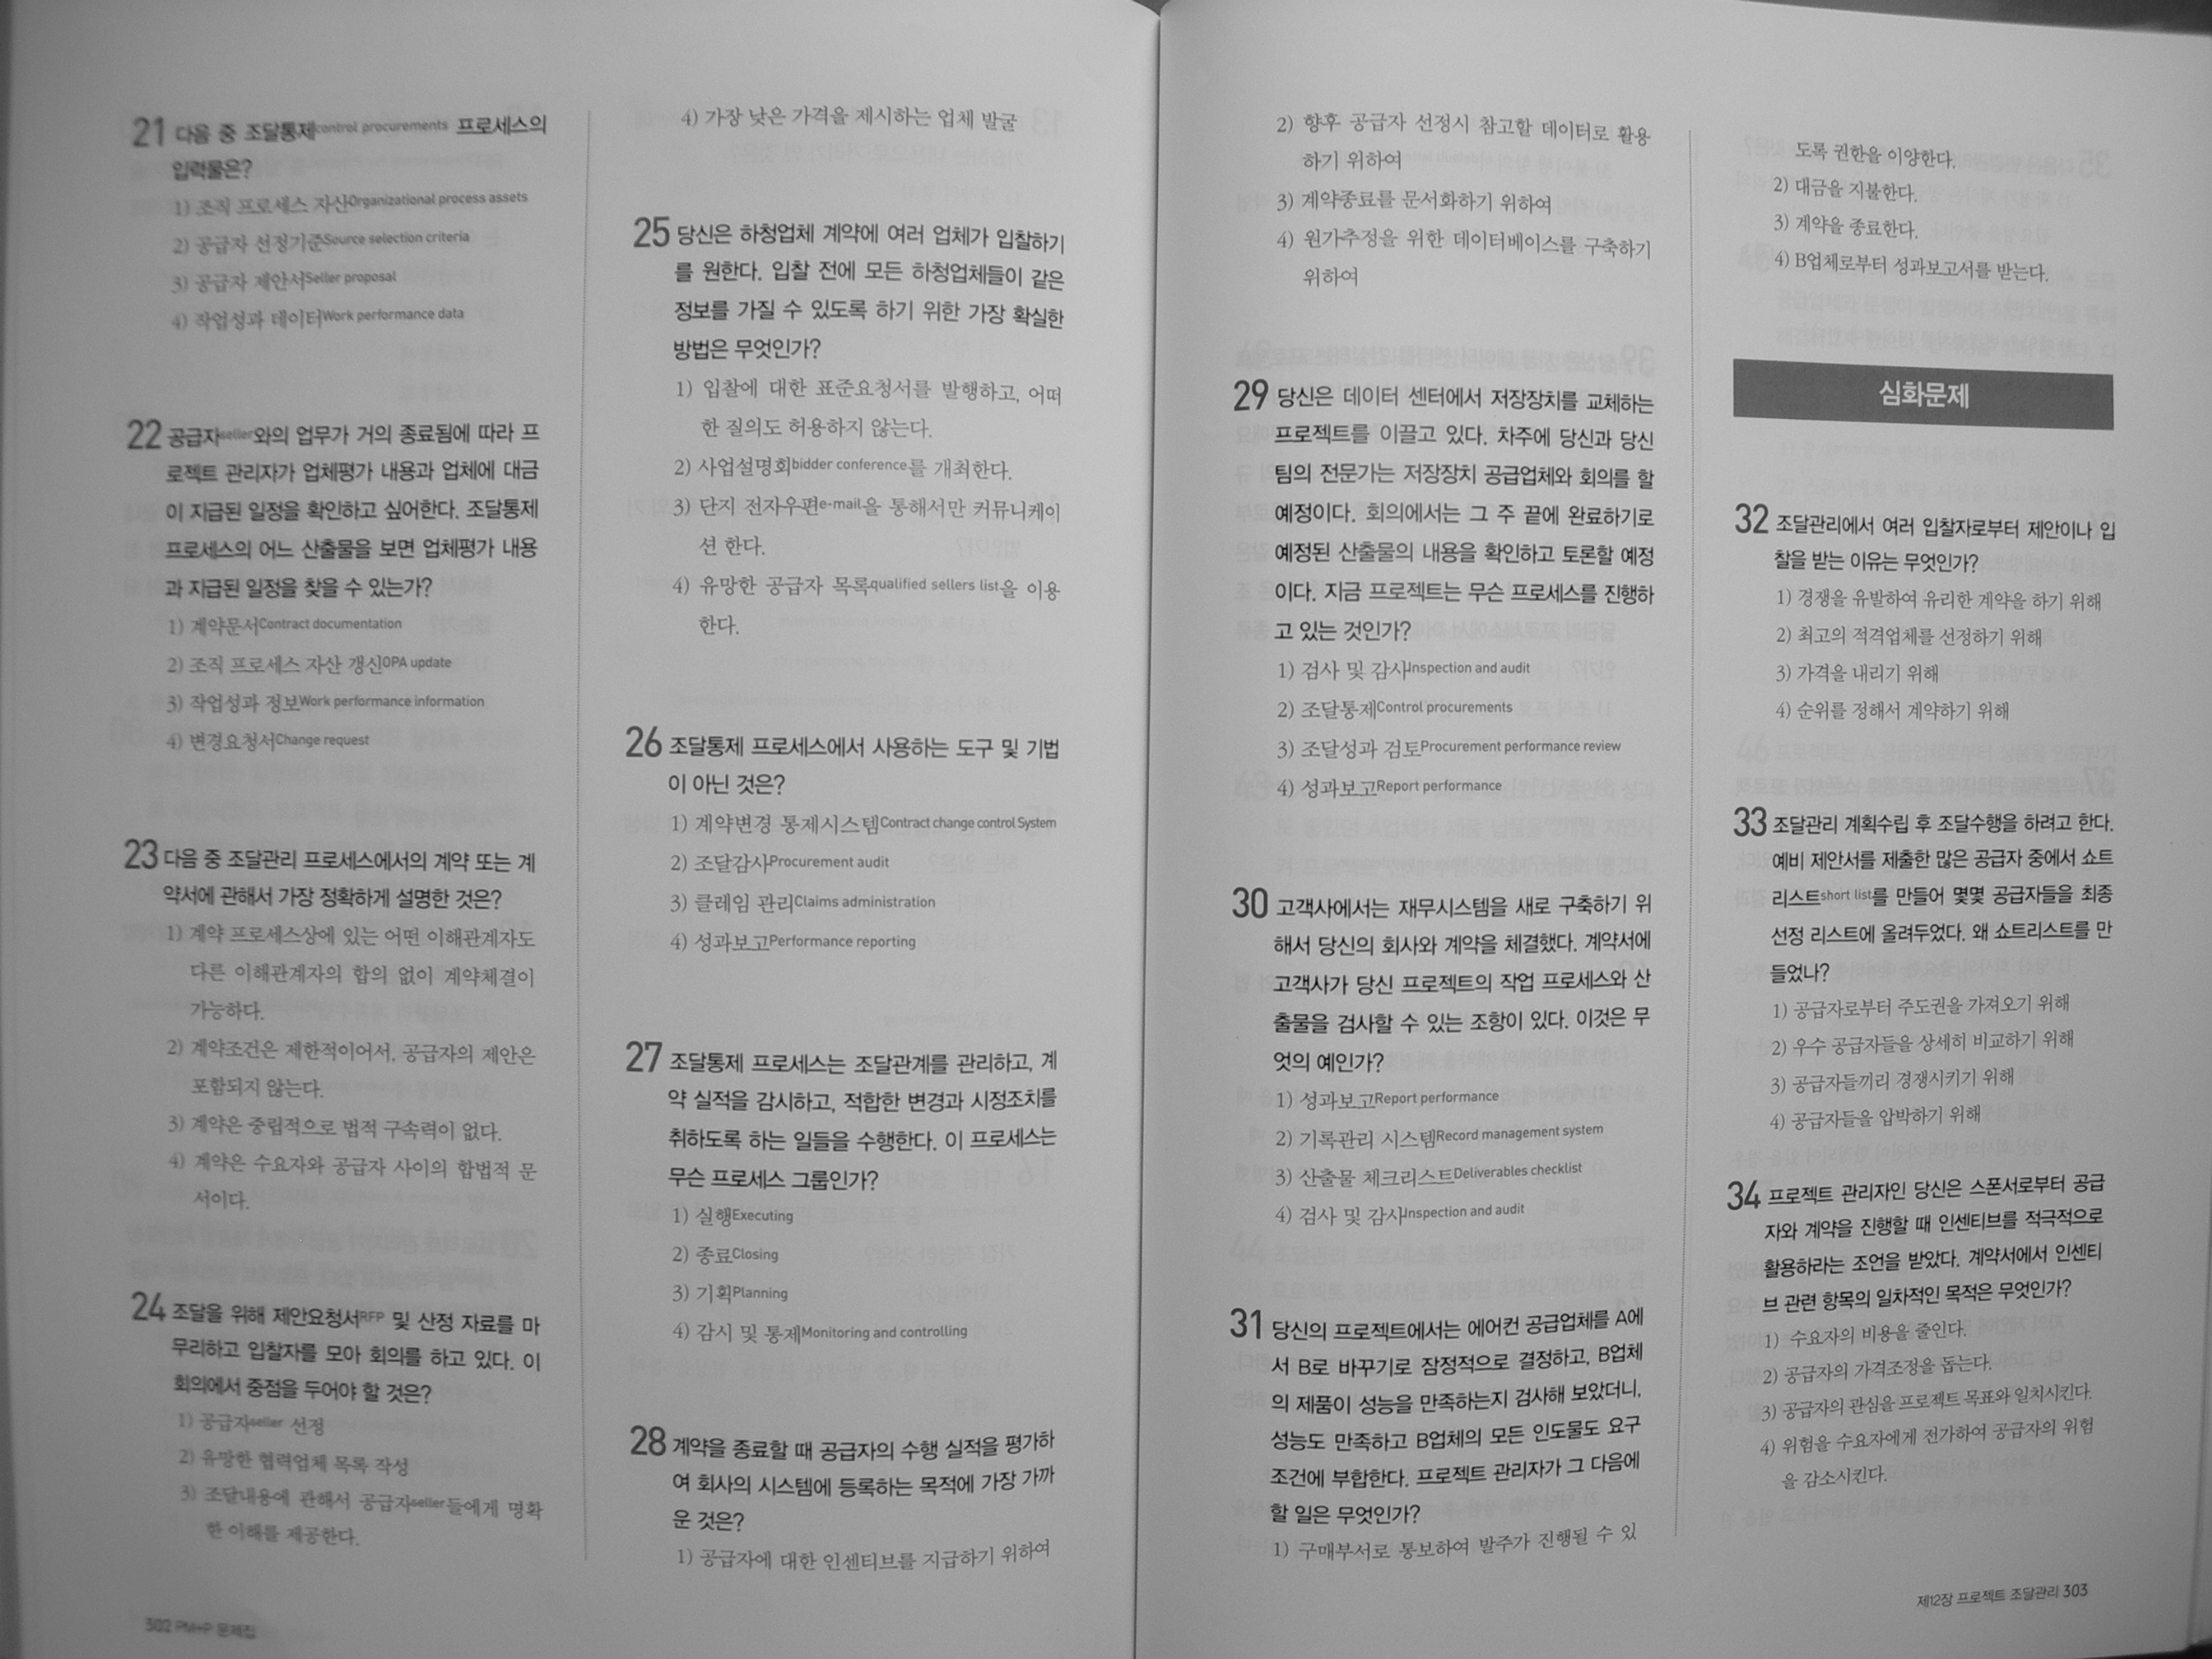 21 다음 중 조달통제control procurements 프로세스의
입력물은?
1) 조직 프로세스 자산Organizational process assets
2) 공급자 선정기준Source selection criteria
3) 공급자 제안서Seller proposal
4) 작업성과 데이터Work performance data
22 공급자seller와의 업무가 거의 종료됨에 따라 프
로젝트 관리자가 업체평가 내용과 업체에 대금
이 지급된 일정을 확인하고 싶어한다. 조달통제
프로세스의 어느 산출물을 보면 업체평가 내용
과 지급된 일정을 찾을 수 있는가?
1) 계약문서Contract documentation
2) 조직 프로세스 자산 갱신OPA update
3) 작업성과 정보Work performance information
4) 변경요청서Change request
23 다음 중 조달관리 프로세스에서의 계약 또는 계
약서에 관해서 가장 정확하게 설명한 것은?
1) 계약 프로세스상에 있는 어떤 이해관계자도
다른 이해관계자의 합의 없이 계약체결이
가능하다.
2) 계약조건은 제한적이어서, 공급자의 제안은
포함되지 않는다.
3) 계약은 중립적으로 법적 구속력이 없다.
4) 계약은 수요자와 공급자 사이의 합법적 문
서이다.
24 조달을 위해 제안요청서RFP 및 산정 자료를 마
무리하고 입찰자를 모아 회의를 하고 있다. 이
회의에서 중점을 두어야 할 것은?
1) 공급자seller 선정
2) 유망한 협력업체 목록 작성
3) 조달내용에 관해서 공급자seller들에게 명확
한 이해를 제공한다.
302 PM+P 문제집
4) 가장 낮은 가격을 제시하는 업체 발굴
25 당신은 하청업체 계약에 여러 업체가 입찰하기
를 원한다. 입찰 전에 모든 하청업체들이 같은
정보를 가질 수 있도록 하기 위한 가장 확실한
방법은 무엇인가?
1) 입찰에 대한 표준요청서를 발행하고, 어떠
한 질의도 허용하지 않는다.
2) 사업설명회bidder conference를 개최한다.
3) 단지 전자우편e-mail을 통해서만 커뮤니케이
션 한다.
4) 유망한 공급자 목록qualified sellers list을 이용
한다.
26 조달통제 프로세스에서 사용하는 도구 및 기법
이 아닌 것은?
1) 계약변경 통제시스템Contract change control System
2) 조달감사Procurement audit
3) 클레임 관리Claims administration
4) 성과보고Performance reporting
27 조달통제 프로세스는 조달관계를 관리하고, 계
약 실적을 감시하고, 적합한 변경과 시정조치를
취하도록 하는 일들을 수행한다. 이 프로세스는
무슨 프로세스 그룹인가?
1) 실행Executing
2) 종료Closing
3) 기획Planning
4) 감시 및 통제Monitoring and controlling
28 계약을 종료할 때 공급자의 수행 실적을 평가하
여 회사의 시스템에 등록하는 목적에 가장 가까
운 것은?
1) 공급자에 대한 인센티브를 지급하기 위하여
2) 향후 공급자 선정시 참고할 데이터로 활용
하기 위하여
3) 계약종료를 문서화하기 위하여
4) 원가추정을 위한 데이터베이스를 구축하기
위하여
29 당신은 데이터 센터에서 저장장치를 교체하는
프로젝트를 이끌고 있다. 차주에 당신과 당신
팀의 전문가는 저장장치 공급업체와 회의를 할
예정이다. 회의에서는 그 주 끝에 완료하기로
예정된 산출물의 내용을 확인하고 토론할 예정
이다. 지금 프로젝트는 무슨 프로세스를 진행하
고 있는 것인가?
1) 검사 및 감사Inspection and audit
2) 조달통제Control procurements
3) 조달성과 검토Procurement performance review
4) 성과보고Report performance
30 고객사에서는 재무시스템을 새로 구축하기 위
해서 당신의 회사와 계약을 체결했다. 계약서에
고객사가 당신 프로젝트의 작업 프로세스와 산
출물을 검사할 수 있는 조항이 있다. 이것은 무
엇의 예인가?
1) 성과보고Report performance
2) 기록관리 시스템Record management system
3) 산출물 체크리스트Deliverables checklist
4) 검사 및 감사Inspection and audit
31 당신의 프로젝트에서는 에어컨 공급업체를 A에
서 B로 바꾸기로 잠정적으로 결정하고, B업체
의 제품이 성능을 만족하는지 검사해 보았더니,
성능도 만족하고 B업체의 모든 인도물도 요구
조건에 부합한다. 프로젝트 관리자가 그 다음에
할 일은 무엇인가?
1) 구매부서로 통보하여 발주가 진행될 수 있
도록 권한을 이양한다.
2) 대금을 지불한다.
3) 계약을 종료한다.
4) B업체로부터 성과보고서를 받는다.
심화문제
32 조달관리에서 여러 입찰자로부터 제안이나 입
찰을 받는 이유는 무엇인가?
1) 경쟁을 유발하여 유리한 계약을 하기 위해
2) 최고의 적격업체를 선정하기 위해
3) 가격을 내리기 위해
4) 순위를 정해서 계약하기 위해
33 조달관리 계획수립 후 조달수행을 하려고 한다.
예비 제안서를 제출한 많은 공급자 중에서 쇼트
리스트short list를 만들어 몇몇 공급자들을 최종
선정 리스트에 올려두었다. 왜 쇼트리스트를 만
들었나?
1) 공급자로부터 주도권을 가져오기 위해
2) 우수 공급자들을 상세히 비교하기 위해
3) 공급자들끼리 경쟁시키기 위해
4) 공급자들을 압박하기 위해
34 프로젝트 관리자인 당신은 스폰서로부터 공급
자와 계약을 진행할 때 인센티브를 적극적으로
활용하라는 조언을 받았다. 계약서에서 인센티
브 관련 항목의 일차적인 목적은 무엇인가?
1) 수요자의 비용을 줄인다.
2) 공급자의 가격조정을 돕는다.
3) 공급자의 관심을 프로젝트 목표와 일치시킨다.
4) 위험을 수요자에게 전가하여 공급자의 위험
을 감소시킨다.
제12장 프로젝트 조달관리 303